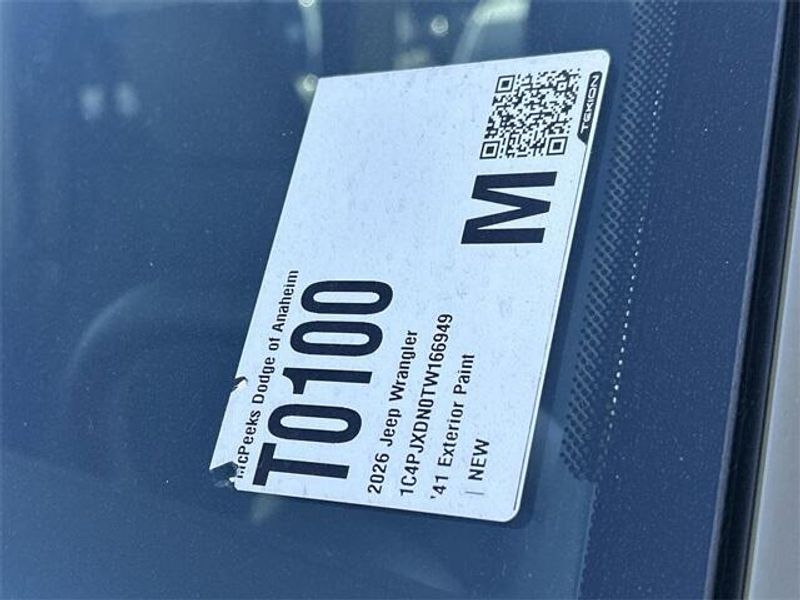 McPeeks Dodge of Anaheim
T0100
2026 Jeep Wrangler
1C4PJXDN0TW166949
'41 Exterior Paint
| NEW
M
TEKION